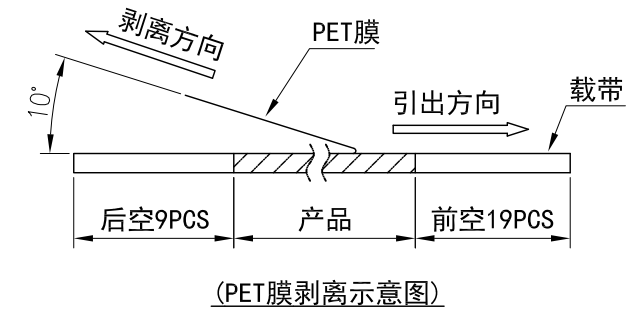 剥离方向
PET膜
10°
引出方向
载带
后空9PCS
产品
前空19PCS
(PET膜剥离示意图)